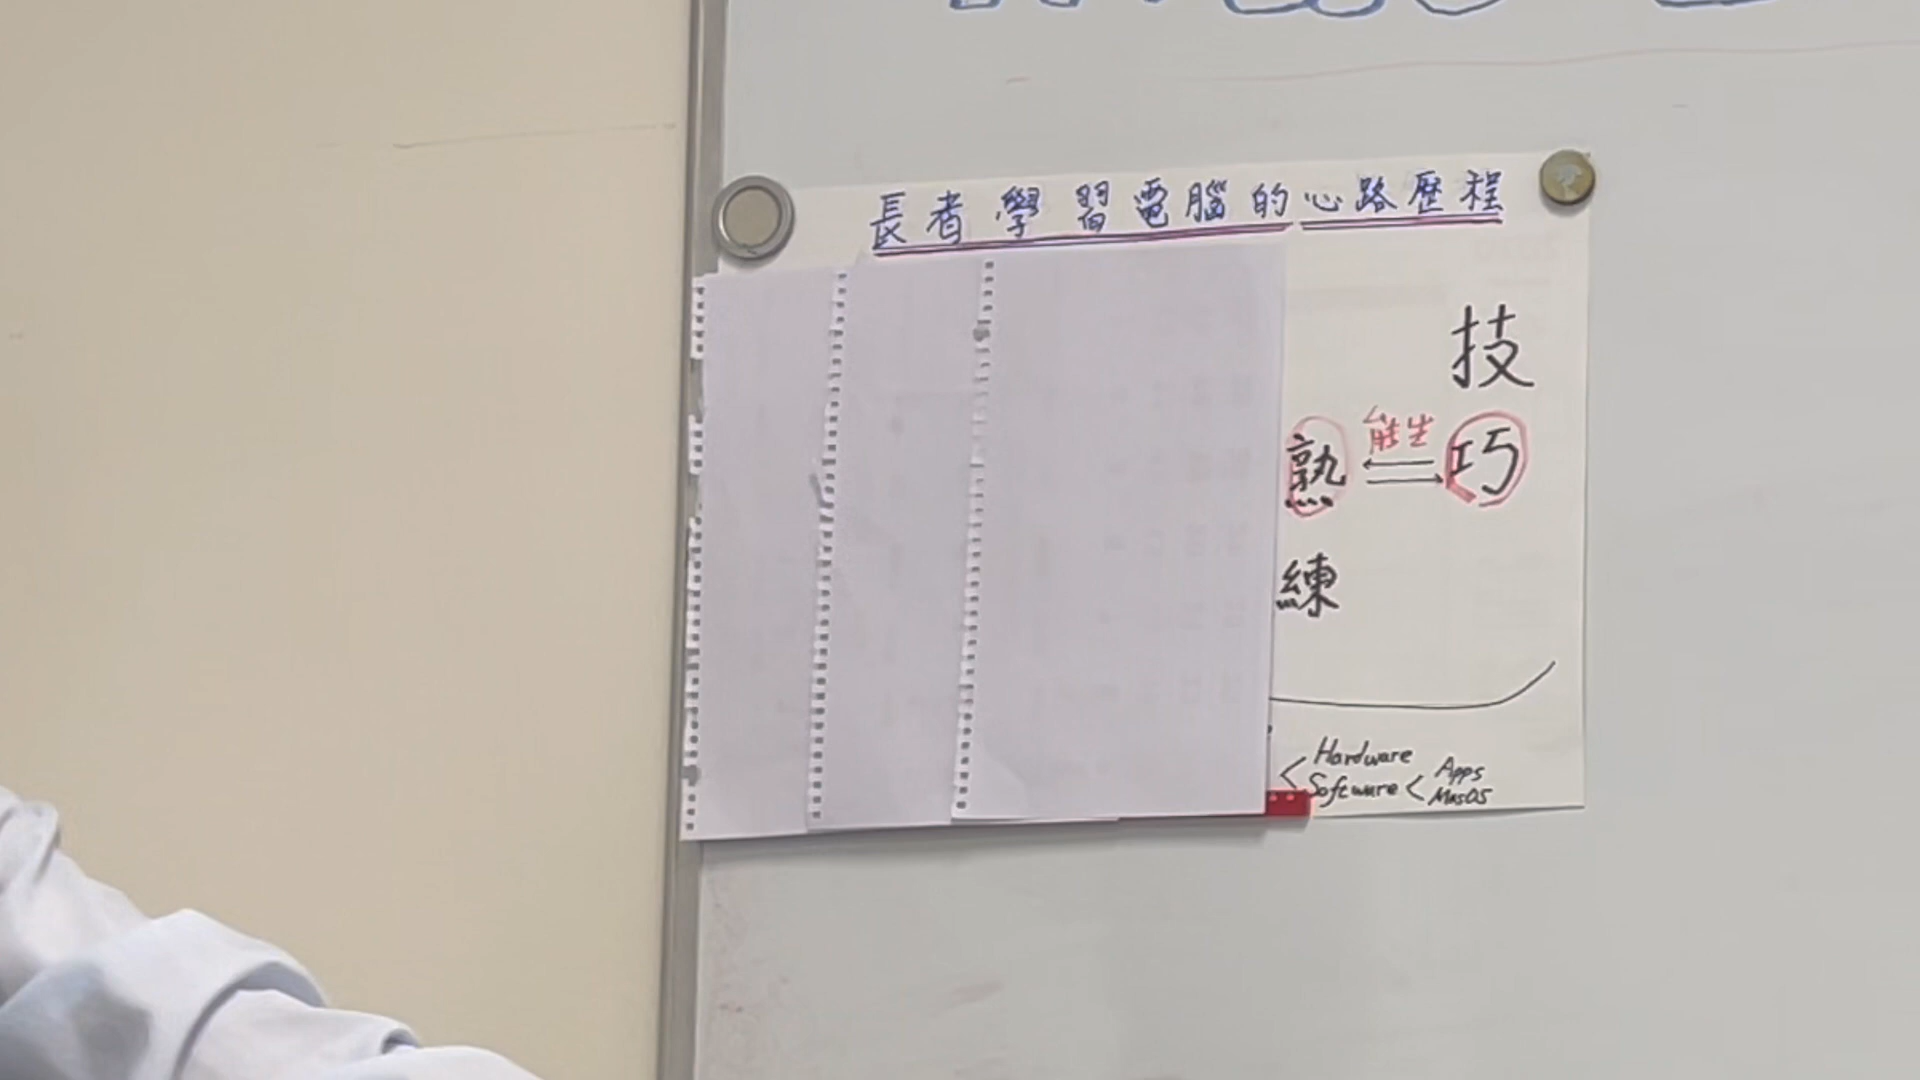 長者學習電腦的心路歷程
技
熟 能生 巧
練
Hardware
Software < Apps
MacOS